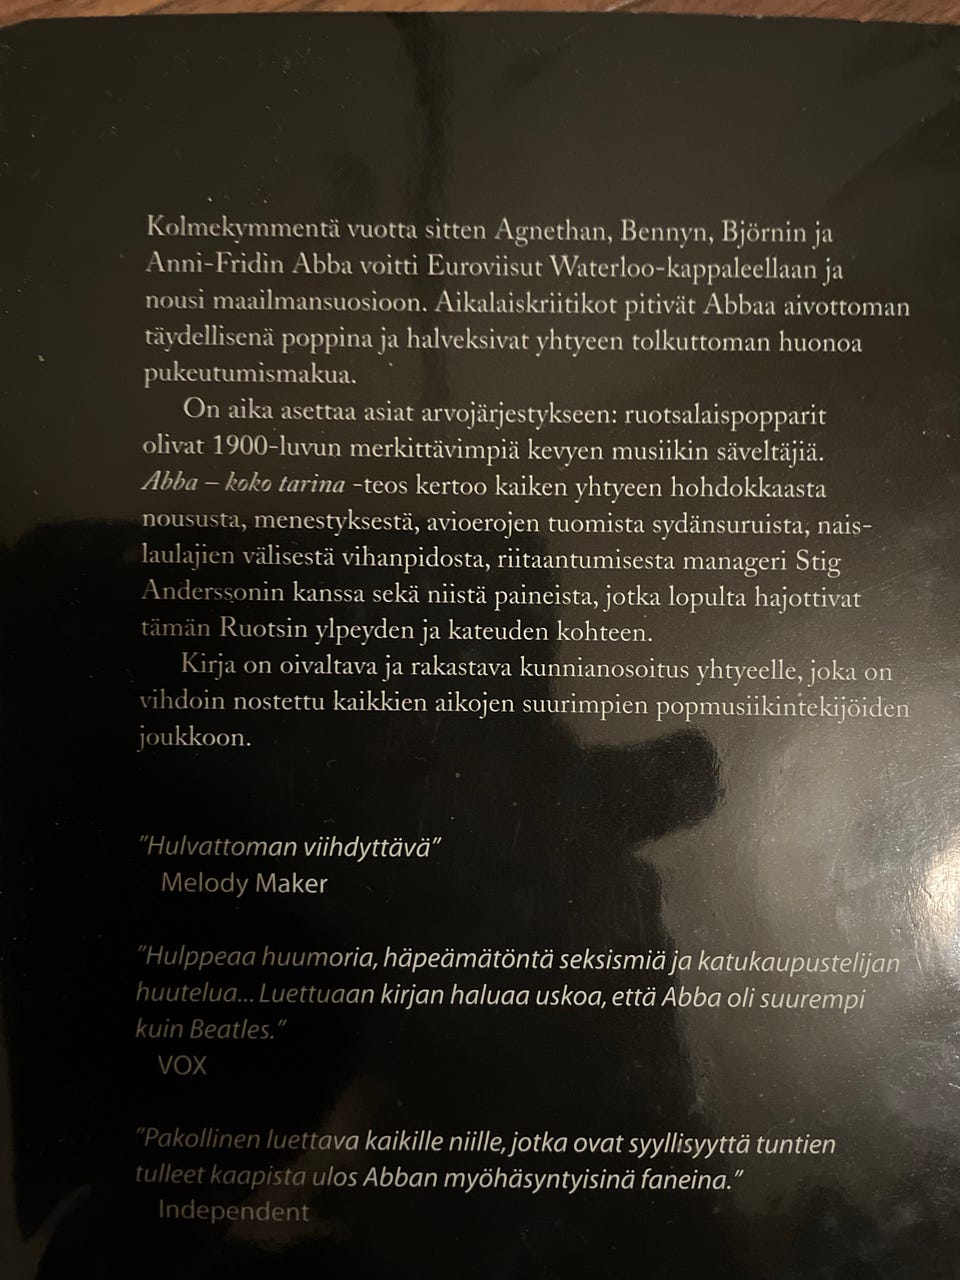 Kolmekymmentä vuotta sitten Agnethan, Bennyn, Björnin ja
Anni-Fridin Abba voitti Euroviisut Waterloo-kappaleellaan ja
nousi maailmansuosioon. Aikalaiskriitikot pitivät Abbaa aivottoman
täydellisenä poppina ja halveksivat yhtyeen tolkuttoman huonoa
pukeutumismakua.
On aika asettaa asiat arvojärjestykseen: ruotsalaispopparit
olivat 1900-luvun merkittävimpiä kevyen musiikin säveltäjiä.
Abba – koko tarina -teos kertoo kaiken yhtyeen hohdokkaasta
noususta, menestyksestä, avioerojen tuomista sydänsuruista, nais-
laulajien välisestä vihanpidosta, riitaantumisesta manageri Stig
Anderssonin kanssa sekä niistä paineista, jotka lopulta hajottivat
tämän Ruotsin ylpeyden ja kateuden kohteen.
Kirja on oivaltava ja rakastava kunnianosoitus yhtyeelle, joka on
vihdoin nostettu kaikkien aikojen suurimpien popmusiikintekijöiden
joukkoon.
"Hulvattoman viihdyttävä"
Melody Maker
"Hulppeaa huumoria, häpeämätöntä seksismiä ja katukaupustelijan
huutelua... Luettuaan kirjan haluaa uskoa, että Abba oli suurempi
kuin Beatles."
VOX
"Pakollinen luettava kaikille niille, jotka ovat syyllisyyttä tuntien
tulleet kaapista ulos Abban myöhäsyntyisinä faneina."
Independent